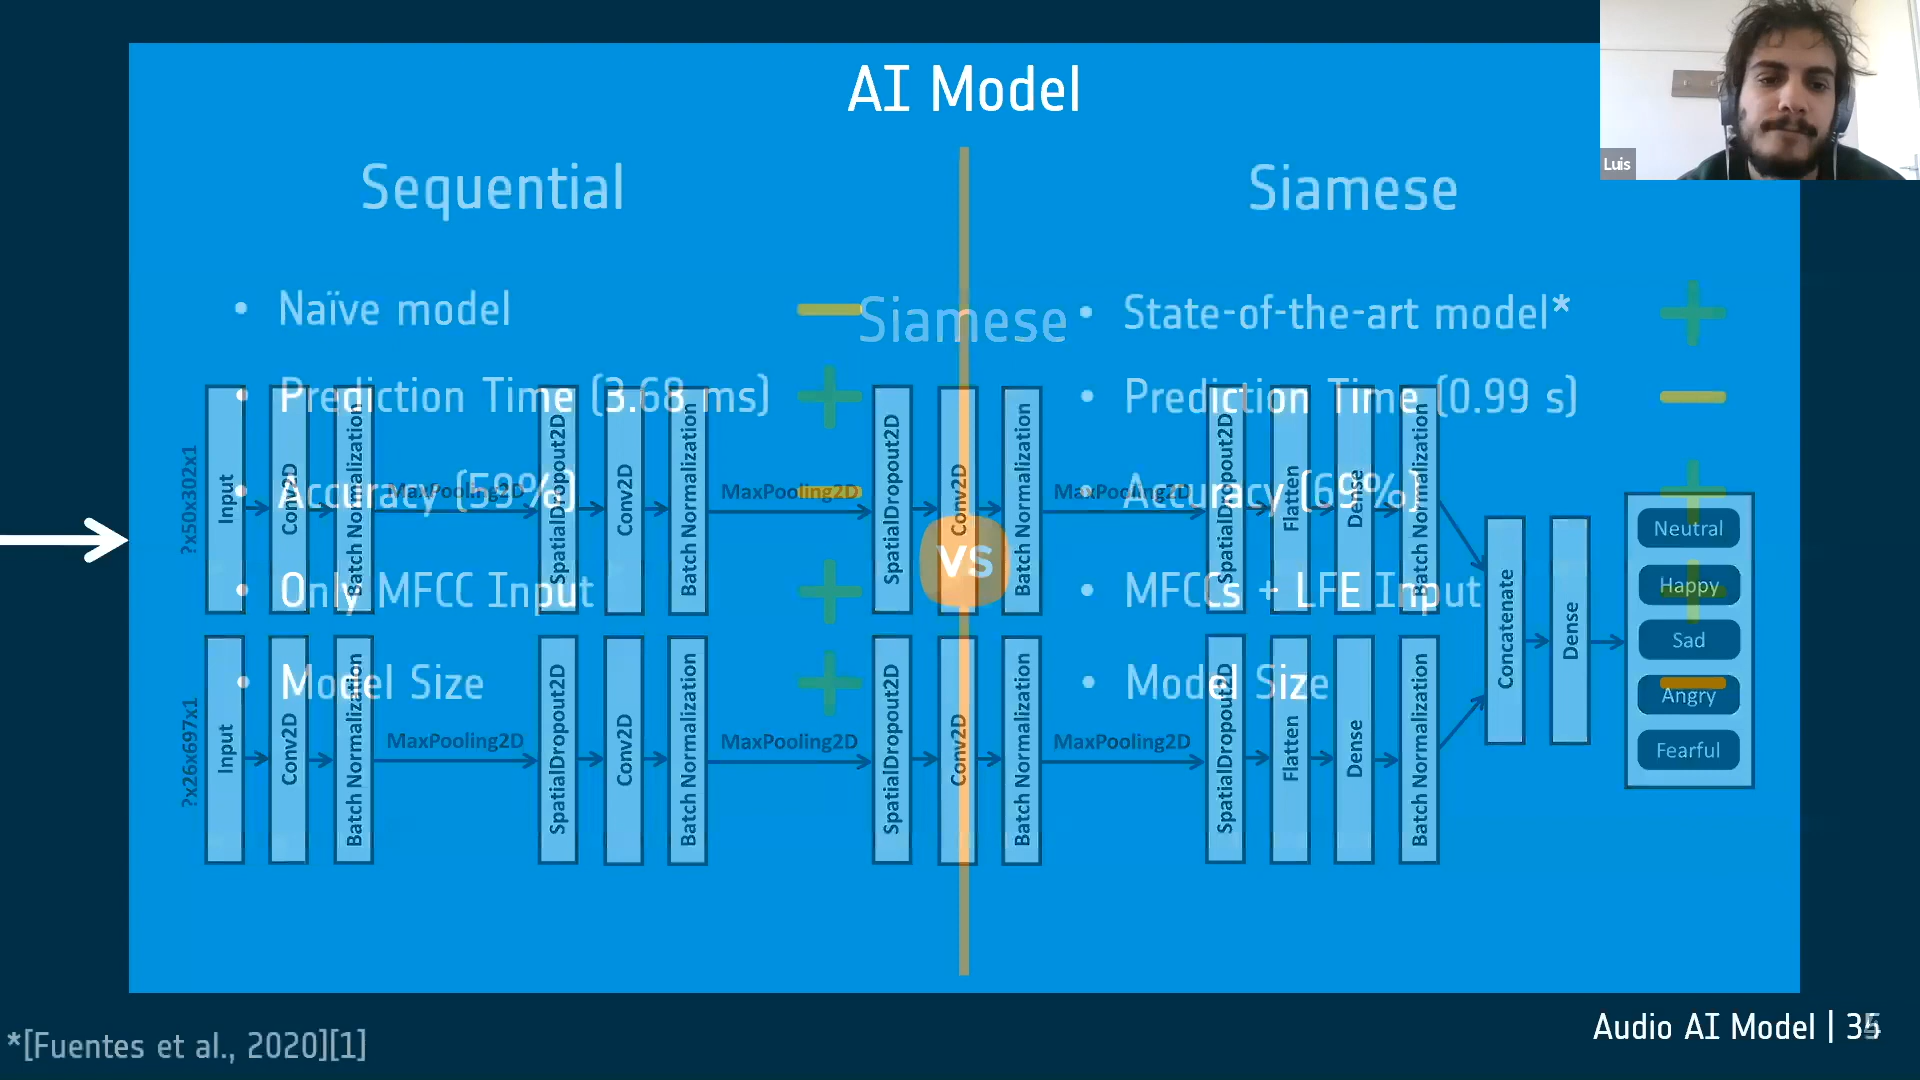 AI Model
Luis
Sequential
Siamese
Siamese
• Naïve model
• State-of-the-art model*
• Prediction Time (3.68 ms)
• Prediction Time (0.99 s)
• Accuracy (59%)
• Accuracy (69%)
• Only MFCC Input
• MFCCs + LFE Input
• Model Size
• Model Size
VS
?x50x302x1
Input
Conv2D
Batch Normalization
MaxPooling2D
SpatialDropout2D
Conv2D
Batch Normalization
MaxPooling2D
SpatialDropout2D
Conv2D
Batch Normalization
MaxPooling2D
SpatialDropout2D
Flatten
Dense
Batch Normalization
?x26x697x1
Input
Conv2D
Batch Normalization
MaxPooling2D
SpatialDropout2D
Conv2D
Batch Normalization
MaxPooling2D
SpatialDropout2D
Conv2D
Batch Normalization
MaxPooling2D
SpatialDropout2D
Flatten
Dense
Batch Normalization
Concatenate
Dense
Neutral
Happy
Sad
Angry
Fearful
*[Fuentes et al., 2020][1]
Audio AI Model |